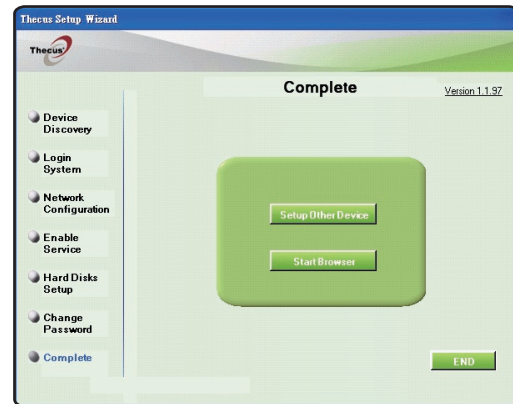 Thecus Setup Wizard
Thecus
Complete
Version 1.1.97
Device
Discovery
Login
System
Network
Configuration
Enable
Service
Hard Disks
Setup
Change
Password
Complete
Setup Other Device
Start Browser
END